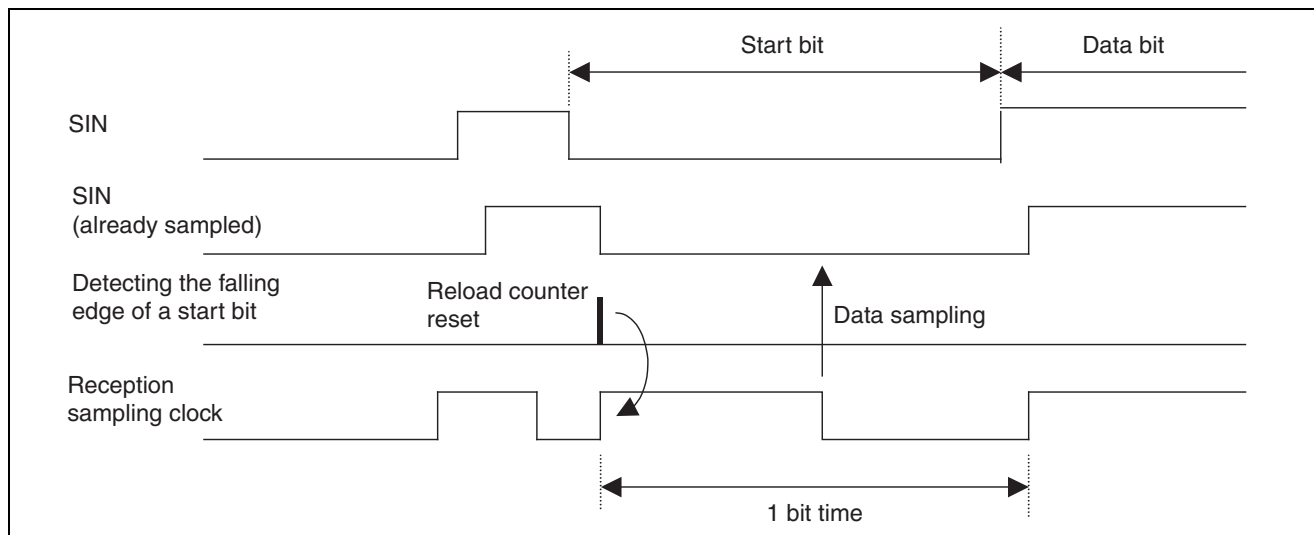 Start bit
Data bit
SIN
SIN
(already sampled)
Detecting the falling
edge of a start bit
Reload counter
reset
Data sampling
Reception
sampling clock
1 bit time